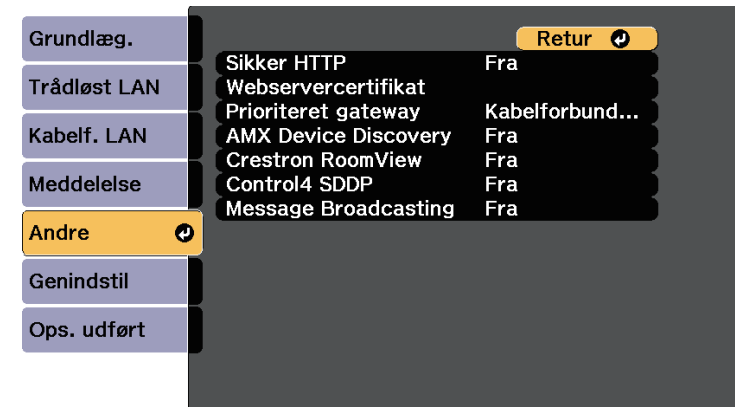 Grundlæg.
Trådløst LAN
Kabelf. LAN
Meddelelse
Andre
Genindstil
Ops. udført
Retur
Sikker HTTP Fra
Webservercertifikat
Prioriteret gateway Kabelforbund...
AMX Device Discovery Fra
Crestron RoomView Fra
Control4 SDDP Fra
Message Broadcasting Fra